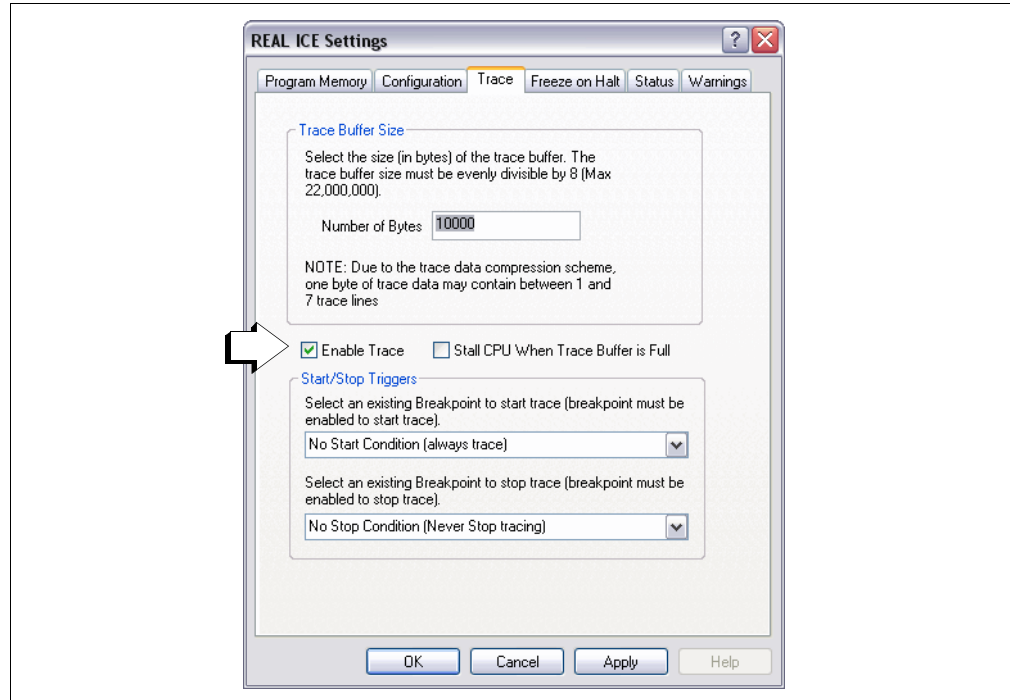 REAL ICE Settings
Program Memory
Configuration
Trace
Freeze on Halt
Status
Warnings
Trace Buffer Size
Select the size (in bytes) of the trace buffer. The
trace buffer size must be evenly divisible by 8 (Max
22,000,000).
Number of Bytes 10000
NOTE: Due to the trace data compression scheme,
one byte of trace data may contain between 1 and
7 trace lines
Enable Trace
Stall CPU When Trace Buffer is Full
Start/Stop Triggers
Select an existing Breakpoint to start trace (breakpoint must be
enabled to start trace).
No Start Condition (always trace)
Select an existing Breakpoint to stop trace (breakpoint must be
enabled to stop trace).
No Stop Condition (Never Stop tracing)
OK
Cancel
Apply
Help